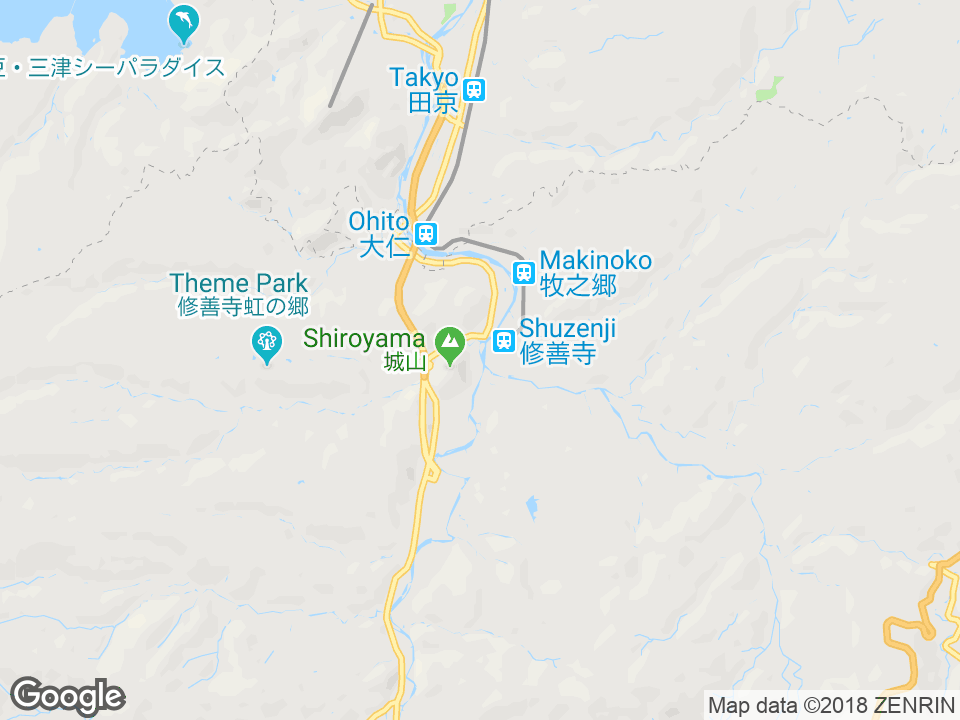 豆・三津シーパラダイス
Takyo
田京
Ohito
大仁
Makinoko
牧之郷
Theme Park
修善寺虹の郷
Shiroyama
城山
Shuzenji
修善寺
Google
Map data ©2018 ZENRIN